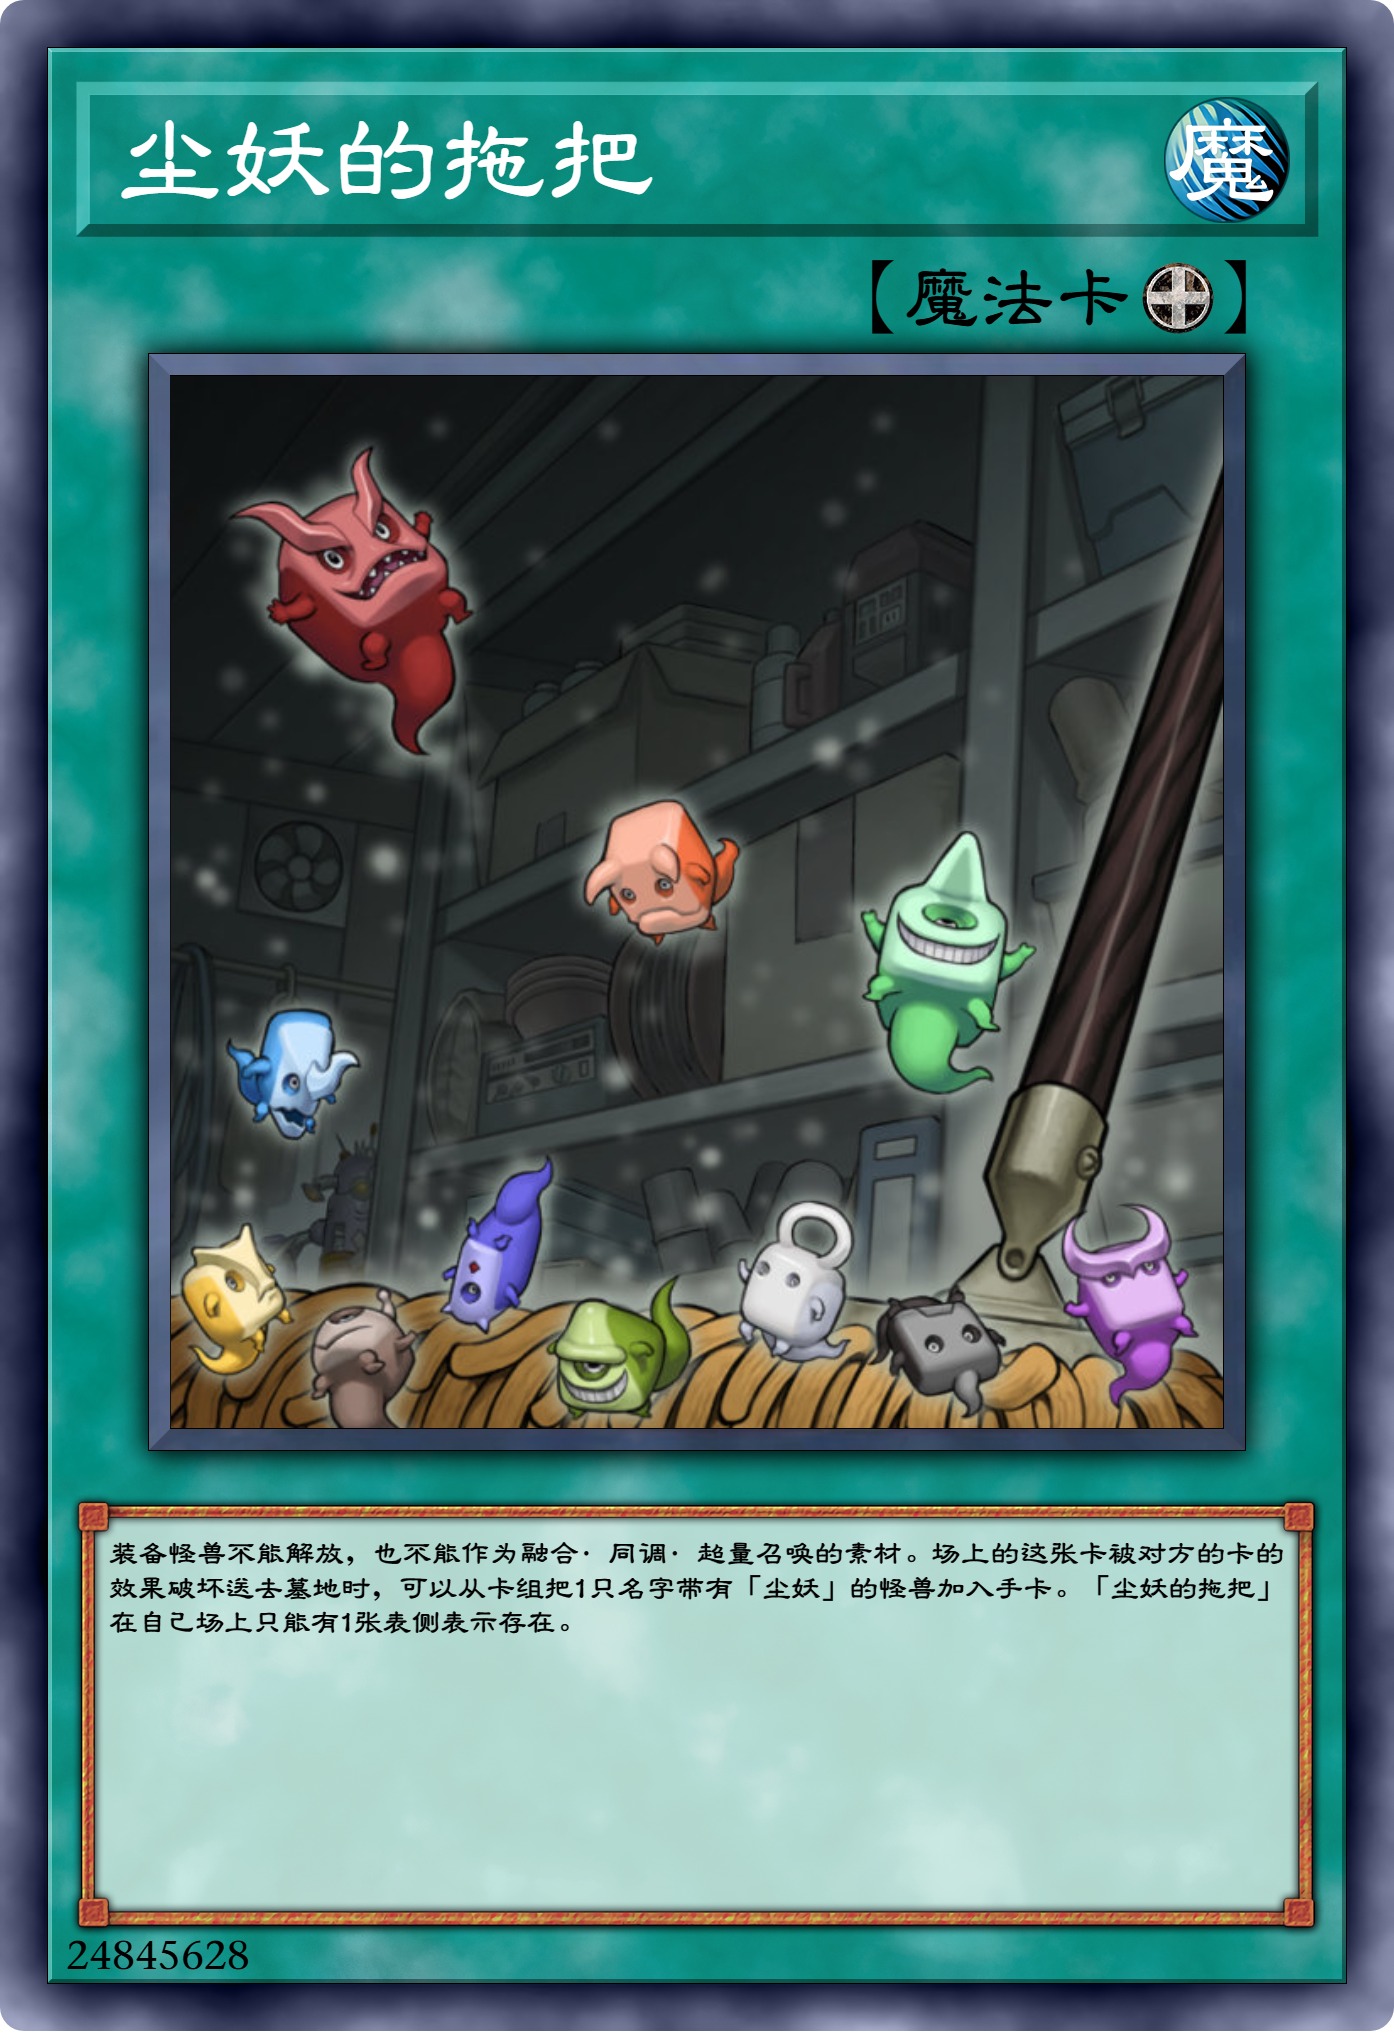 尘妖的拖把
魔
【魔法卡】
装备怪兽不能解放，也不能作为融合·同调·超量召唤的素材。场上的这张卡被对方的卡的
效果破坏送去墓地时，可以从卡组把1只名字带有「尘妖」的怪兽加入手卡。「尘妖的拖把」
在自己场上只能有1张表侧表示存在。
24845628